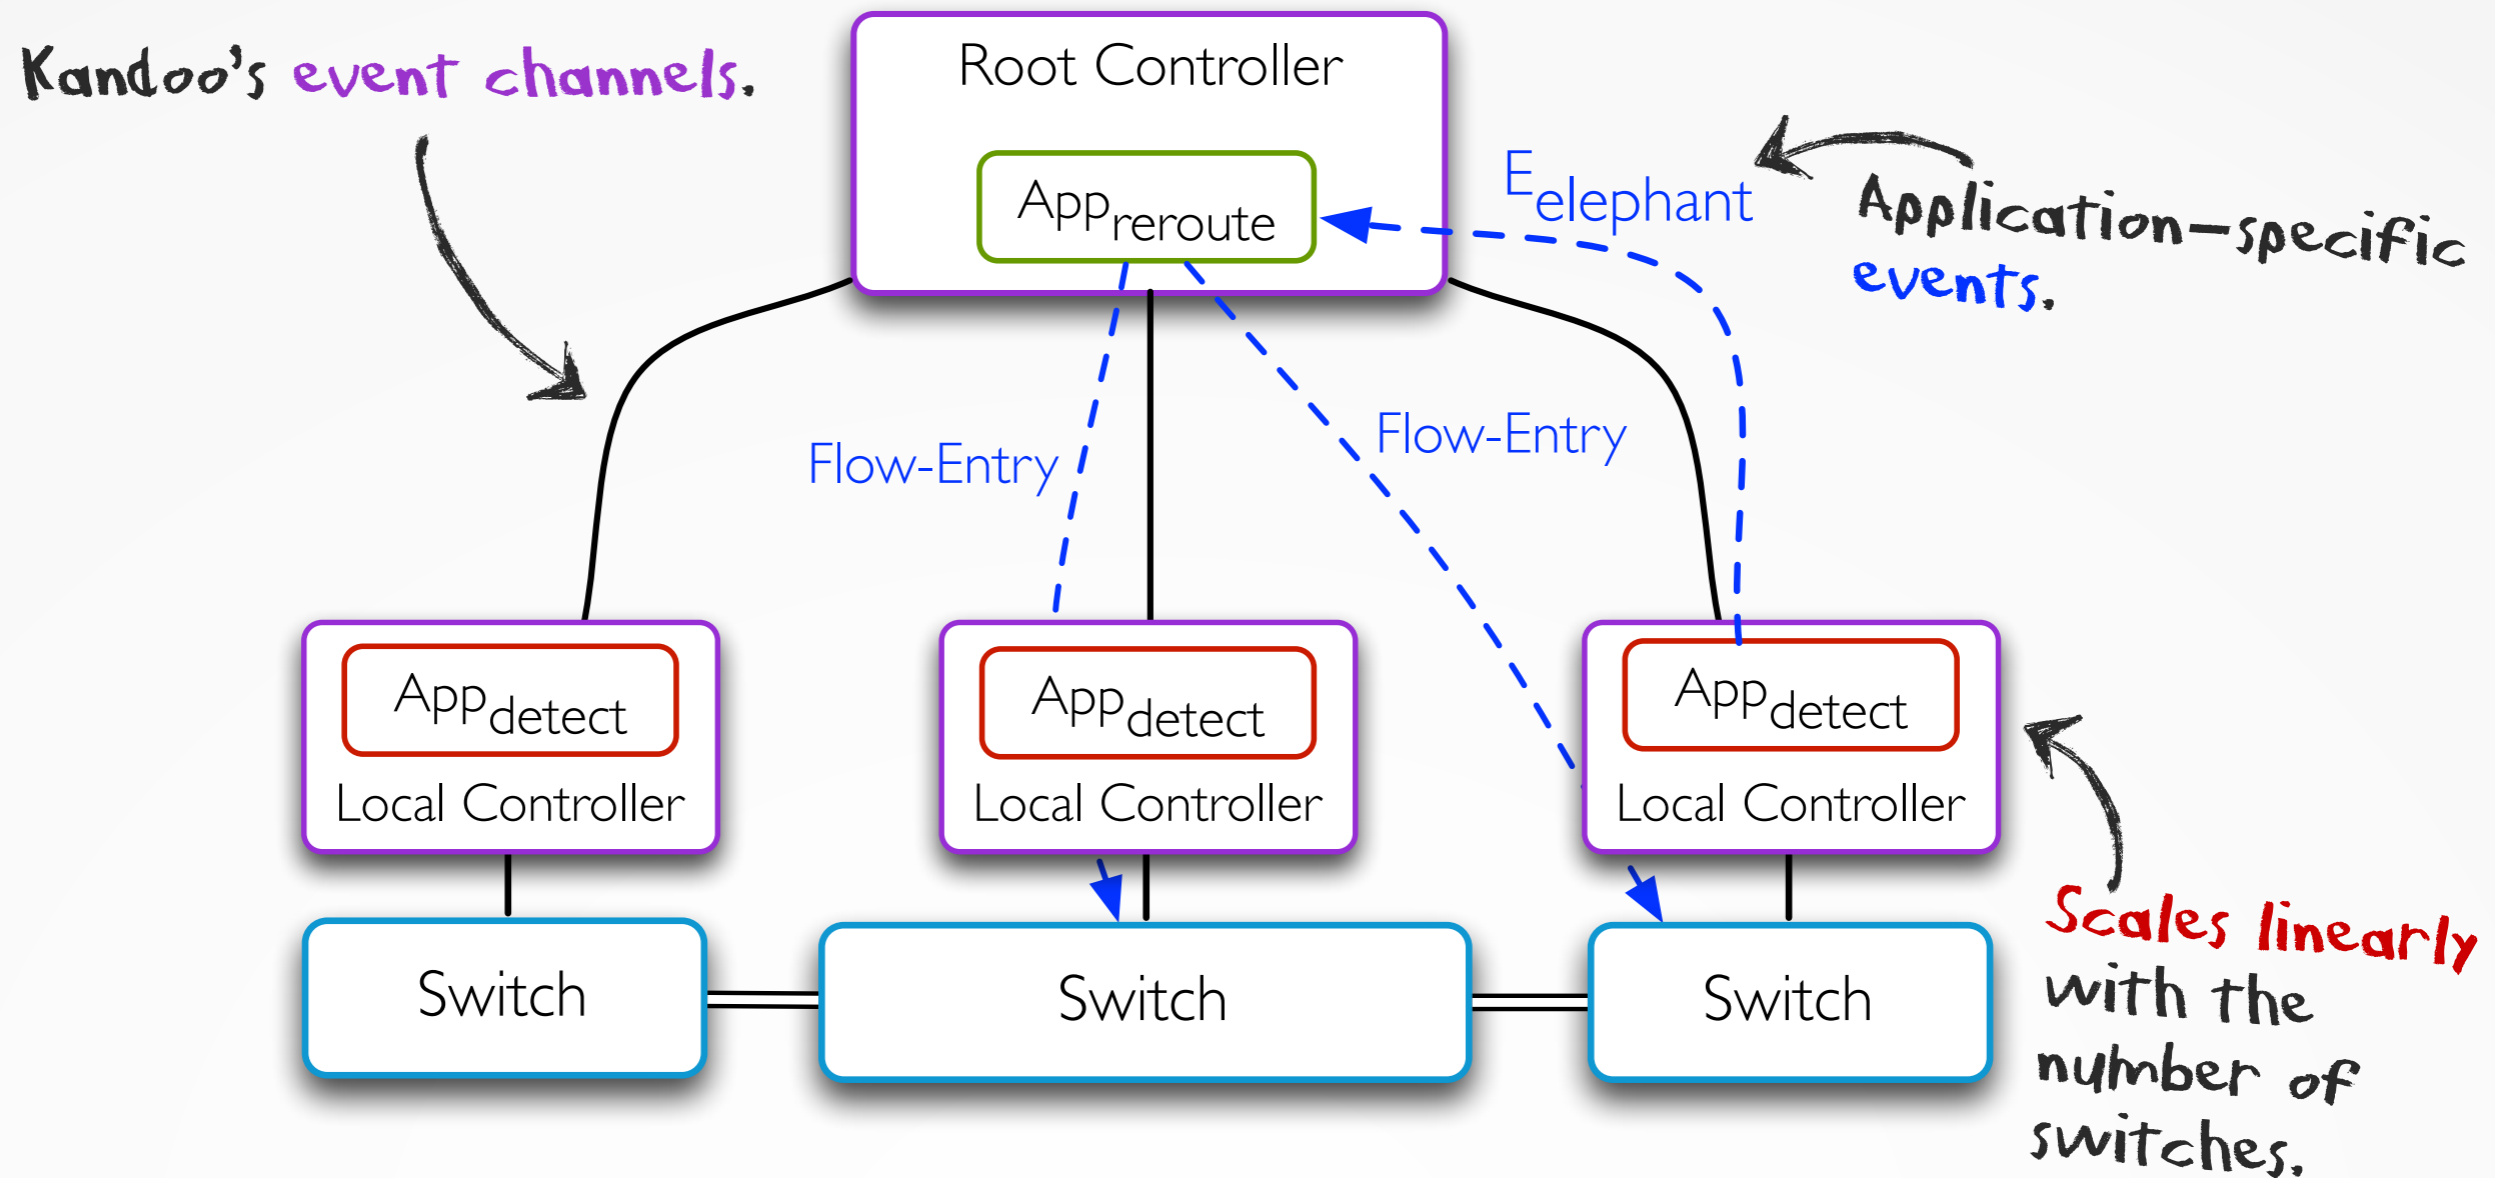 Kandoo's event channels.
Root Controller
Appreroute
Eelephant
Application-specific
events.
Flow-Entry
Flow-Entry
Appdetect
Local Controller
Appdetect
Local Controller
Appdetect
Local Controller
Switch
Switch
Switch
Scales linearly
with the
number of
switches.